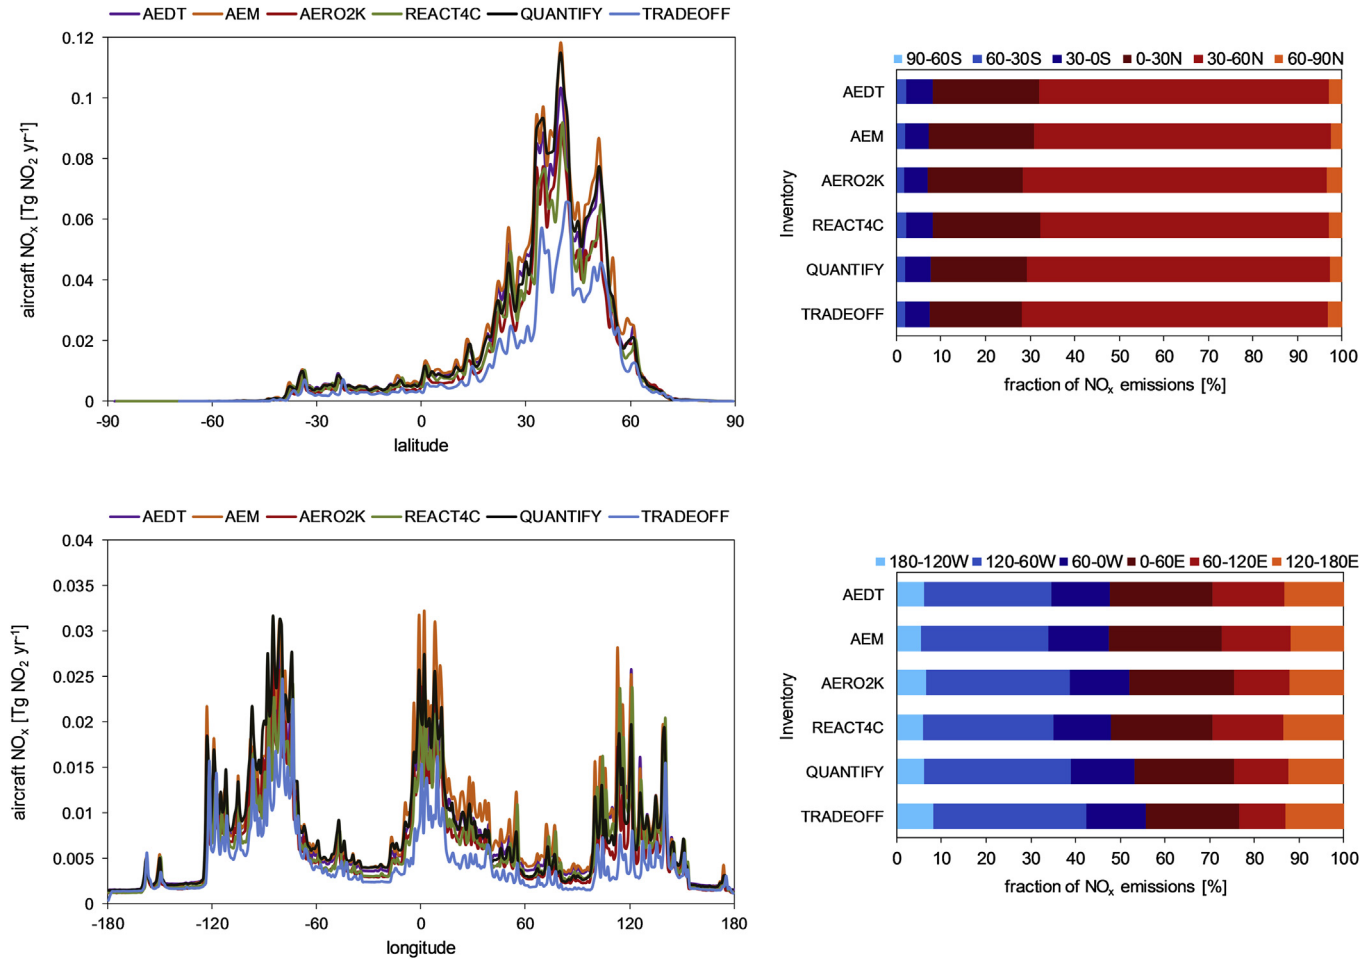 AEDT AEM AERO2K REACT4C QUANTIFY TRADEOFF
0.12
0.1
0.08
0.06
0.04
0.02
0
aircraft NOx [Tg NO2 yr-1]
-90 -60 -30 0 30 60 90
lalitude
90-60S 60-30S 30-0S 0-30N 30-60N 60-90N
Inventory
AEDT
AEM
AERO2K
REACT4C
QUANTIFY
TRADEOFF
0 10 20 30 40 50 60 70 80 90 100
fraction of NOx emissions [%]
AEDT AEM AERO2K REACT4C QUANTIFY TRADEOFF
0.04
0.035
0.03
0.025
0.02
0.015
0.01
0.005
0
aircraft NOx [Tg NO2 yr-1]
-180 -120 -60 0 60 120 180
longitude
180-120W 120-60W 60-0W 0-60E 60-120E 120-180E
Inventory
AEDT
AEM
AERO2K
REACT4C
QUANTIFY
TRADEOFF
0 10 20 30 40 50 60 70 80 90 100
fraction of NOx emissions [%]